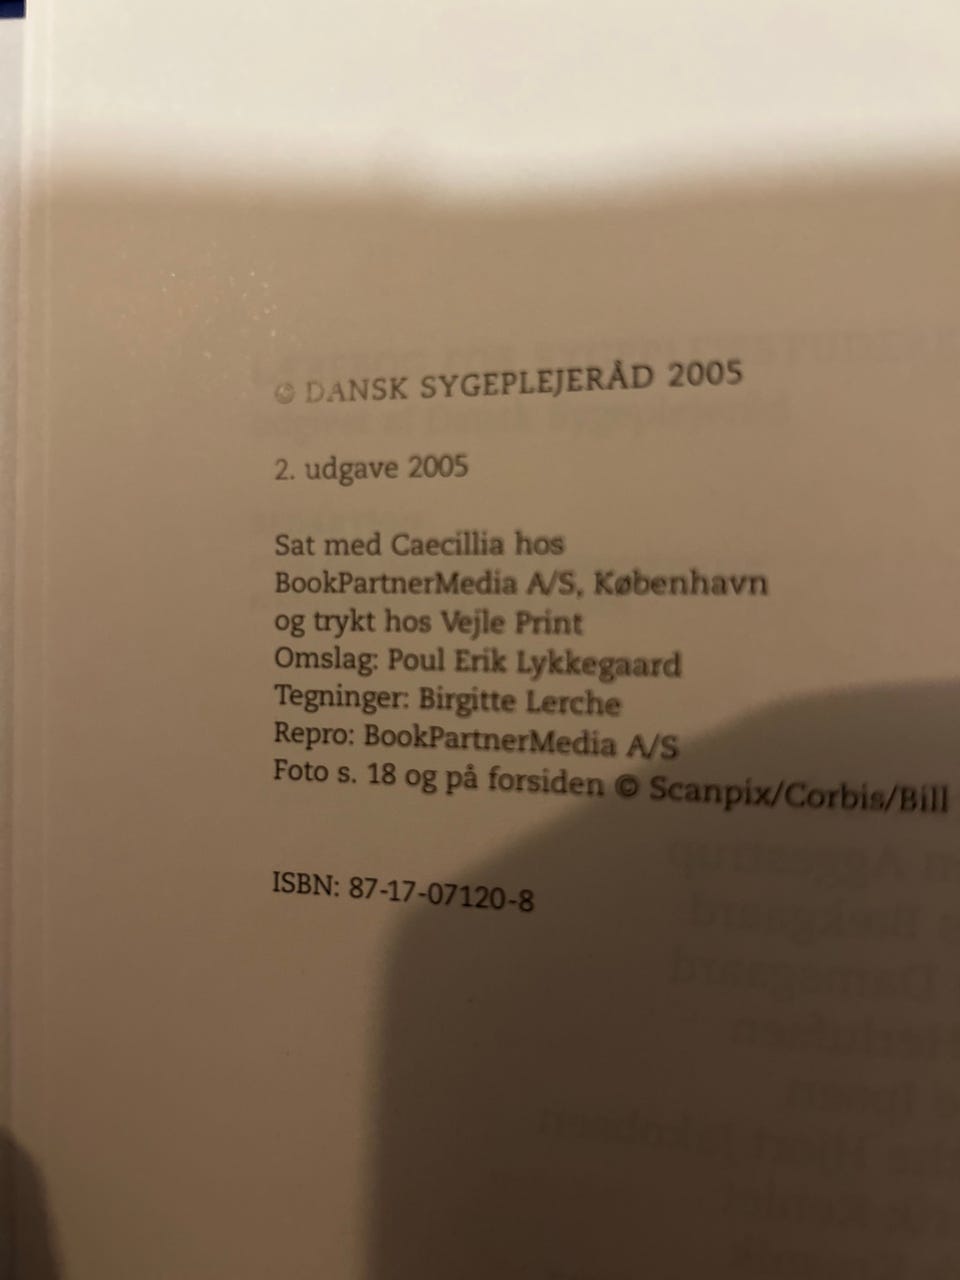 © DANSK SYGEPLEJERÅD 2005
2. udgave 2005
Sat med Caecillia hos
BookPartnerMedia A/S, København
og trykt hos Vejle Print
Omslag: Poul Erik Lykkegaard
Tegninger: Birgitte Lerche
Repro: BookPartnerMedia A/S
Foto s. 18 og på forsiden © Scanpix/Corbis/Bill
ISBN: 87-17-07120-8